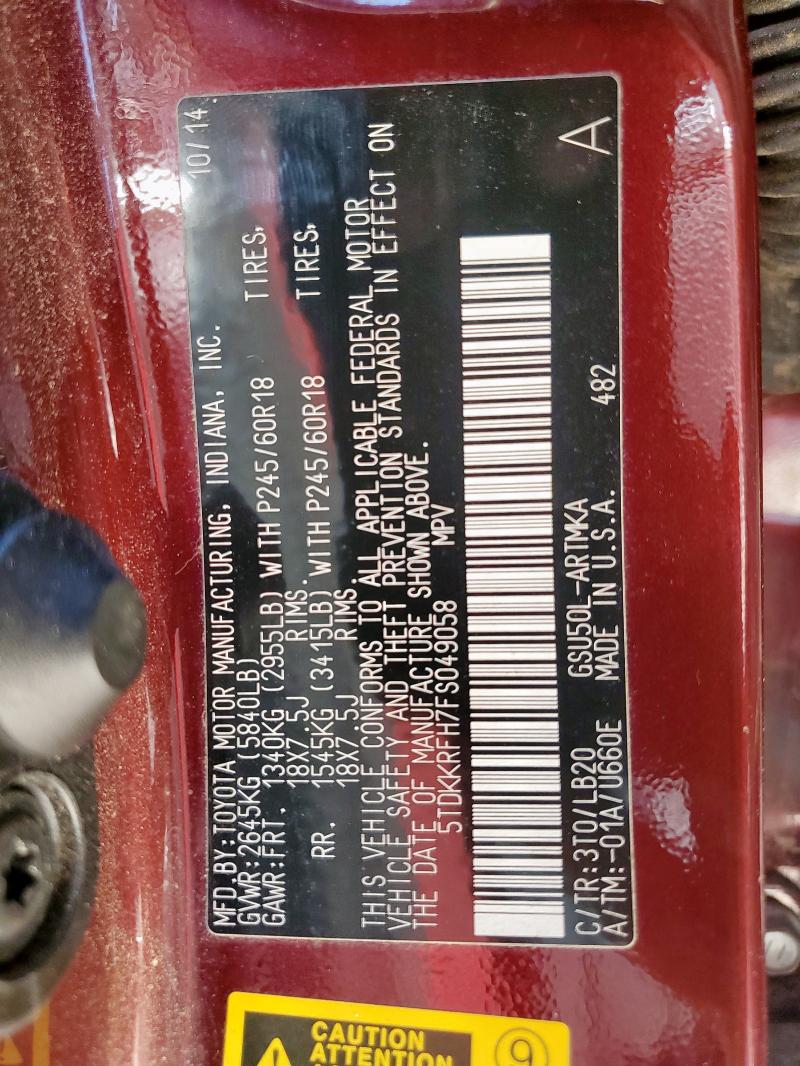 MFD.BY:TOYOTA MOTOR MANUFACTURING, INDIANA, INC. 10/14
GVWR:2645KG (5840LB)
GAWR:FRT. 1340KG (2955LB) WITH P245/60R18 TIRES,
18X7.5J RIMS.
RR. 1545KG (3415LB) WITH P245/60R18 TIRES,
18X7.5J RIMS.
THIS VEHICLE CONFORMS TO ALL APPLICABLE FEDERAL MOTOR
VEHICLE SAFETY AND THEFT PREVENTION STANDARDS IN EFFECT ON
THE DATE OF MANUFACTURE SHOWN ABOVE.
5TDKKRFH7FS049058 MPV
A
C/TR:3T0/LB20 GSU50L-ARTMKA
A/TM:-01A/U660E MADE IN U.S.A. 482
CAUTION
ATTENTION
9